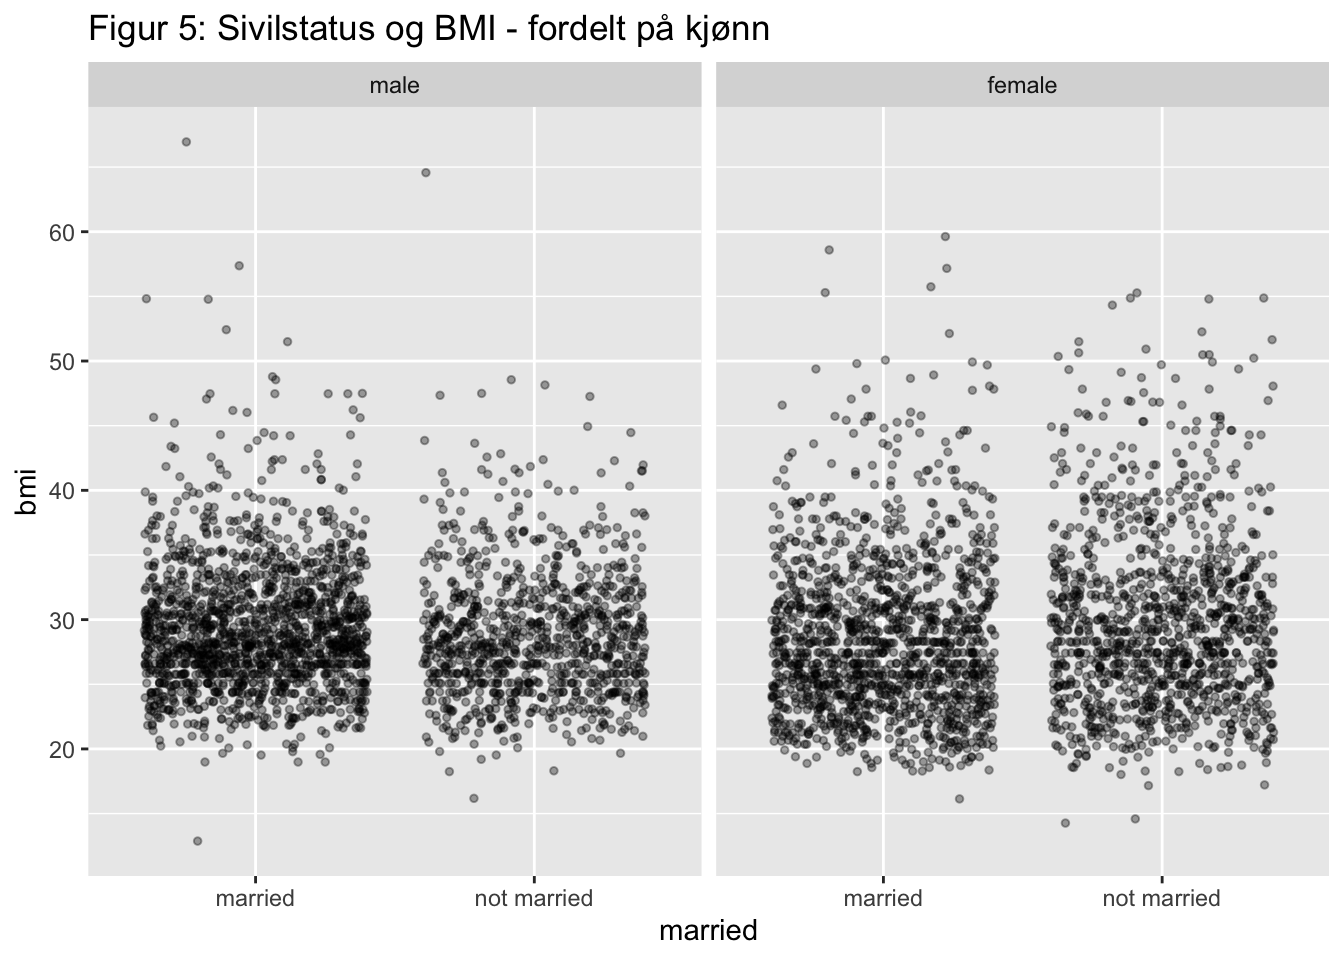 Figur 5: Sivilstatus og BMI - fordelt på kjønn
male
female
bmi
60
50
40
30
20
married
not married
married
not married
married